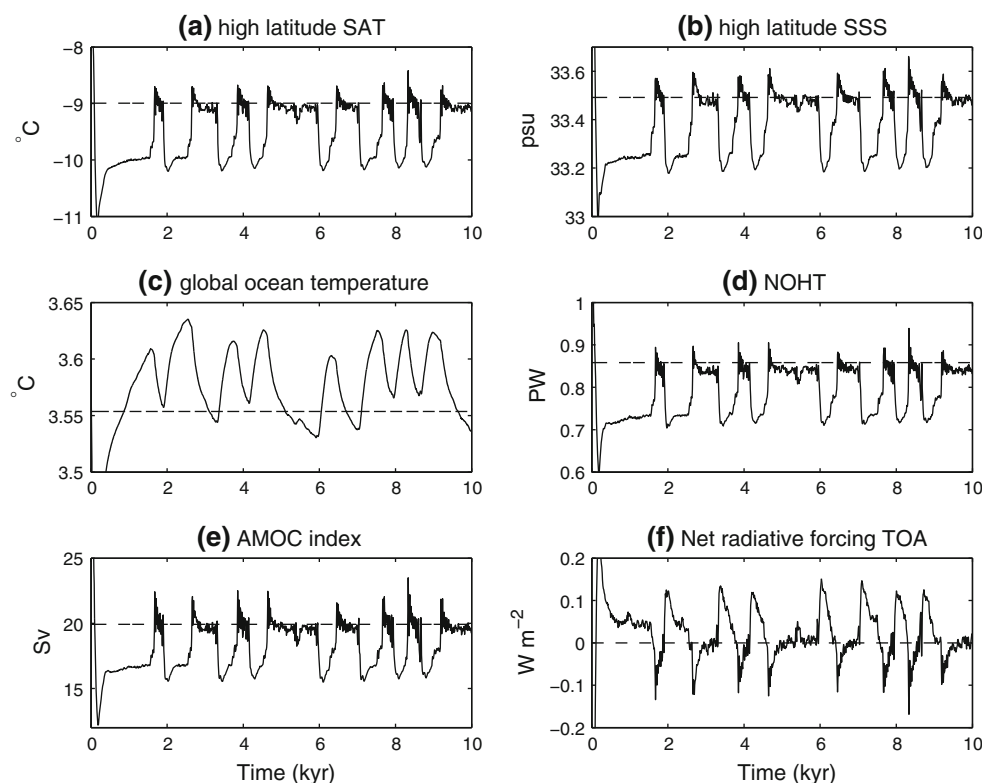 (a) high latitude SAT
-8
-9
-10
-11
°C
0 2 4 6 8 10
(b) high latitude SSS
33.6
33.4
33.2
33
psu
0 2 4 6 8 10
(c) global ocean temperature
3.65
3.6
3.55
3.5
°C
0 2 4 6 8 10
(d) NOHT
1
0.9
0.8
0.7
0.6
PW
0 2 4 6 8 10
(e) AMOC index
25
20
15
Sv
0 2 4 6 8 10
Time (kyr)
(f) Net radiative forcing TOA
0.2
0.1
0
-0.1
-0.2
W m⁻²
0 2 4 6 8 10
Time (kyr)